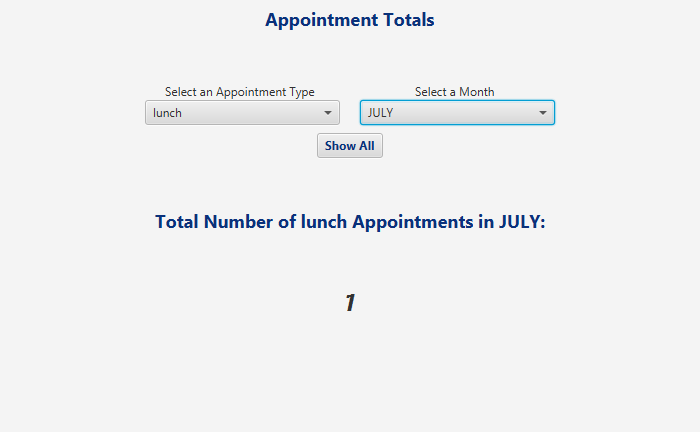 Appointment Totals
Select an Appointment Type
Select a Month
lunch
JULY
Show All
Total Number of lunch Appointments in JULY:
1